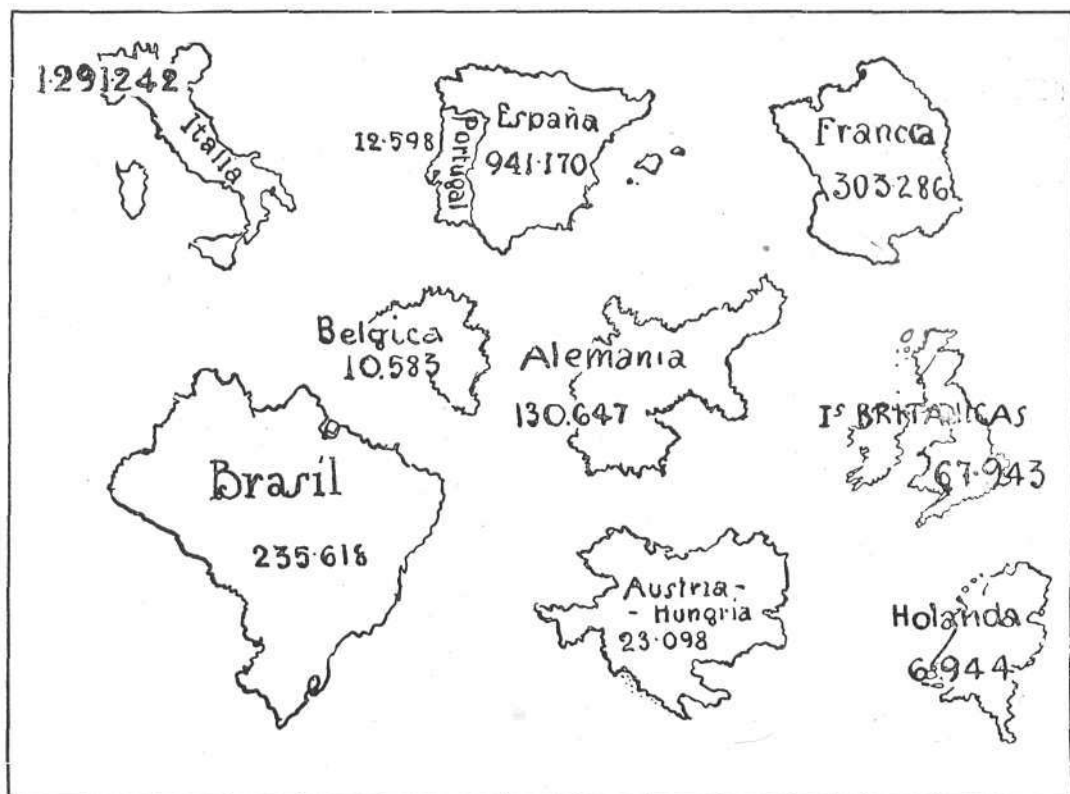 1·291·242
Italia
España
12·598
Portugal
941·170
Francia
303·286
Belgica
10.583
Alemania
130.647
Is BRITANICAS
67·943
Brasíl
235·618
Austria-
-Hungria
23·098
Holanda
6.944